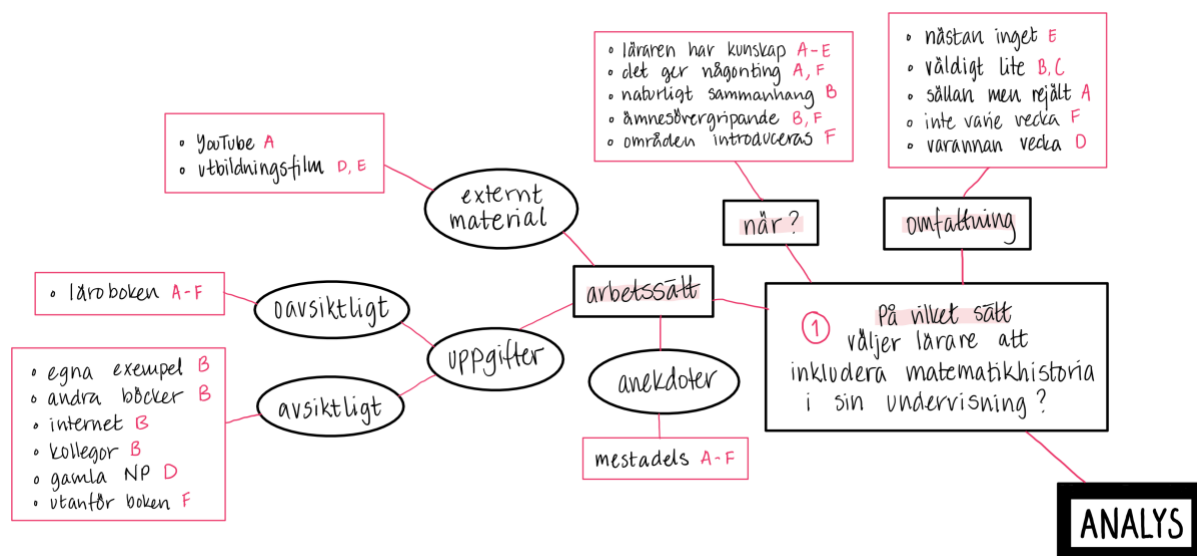 • läraren har kunskap A-E
• det ger någonting A, F
• naturligt sammanhang B
• ämnesövergripande B, F
• områden introduceras F
• nästan inget E
• väldigt lite B, C
• sällan men rejält A
• inte varje vecka F
• varannan vecka D
• YouTube A
• utbildningsfilm D, E
externt
material
när?
omfattning
• läroboken A-F
oavsiktligt
arbetssätt
uppgifter
anekdoter
mestadels A-F
• egna exempel B
• andra böcker B
• internet B
• kollegor B
• gamla NP D
• utanför boken F
avsiktligt
1 På vilket sätt
väljer lärare att
inkludera matematikhistoria
i sin undervisning?
ANALYS